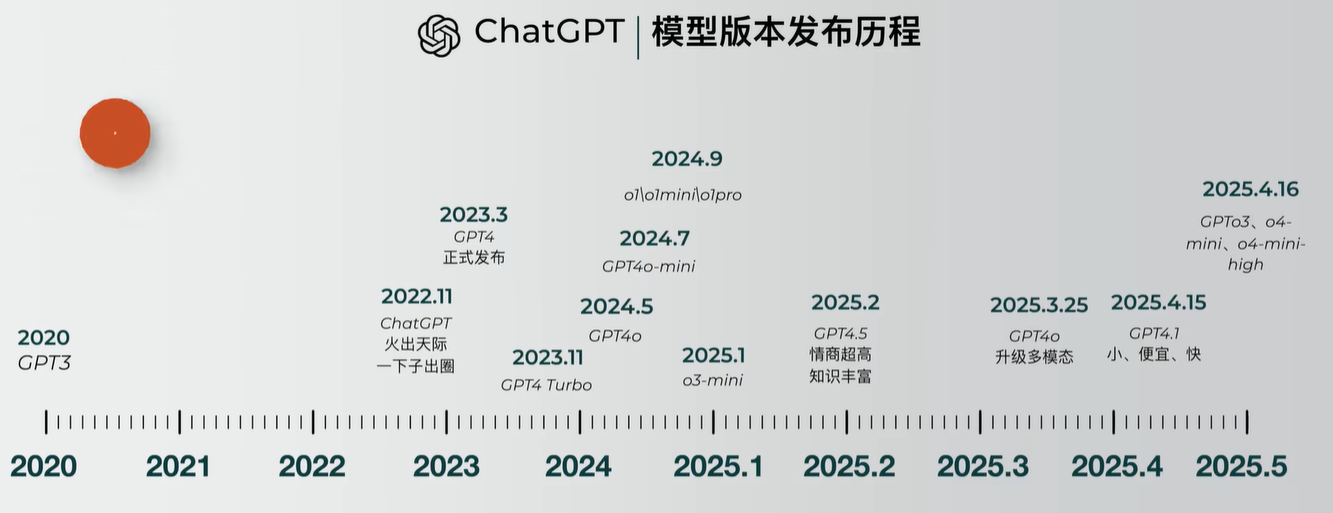 ChatGPT | 模型版本发布历程
2024.9
o1\o1mini\o1pro
2025.4.16
GPTo3、o4-
mini、o4-mini-
high
2023.3
GPT4
正式发布
2024.7
GPT4o-mini
2022.11
ChatGPT
火出天际
一下子出圈
2024.5
GPT4o
2025.2
GPT4.5
情商超高
知识丰富
2025.3.25
GPT4o
升级多模态
2025.4.15
GPT4.1
小、便宜、快
2020
GPT3
2023.11
GPT4 Turbo
2025.1
o3-mini
2020 2021 2022 2023 2024 2025.1 2025.2 2025.3 2025.4 2025.5